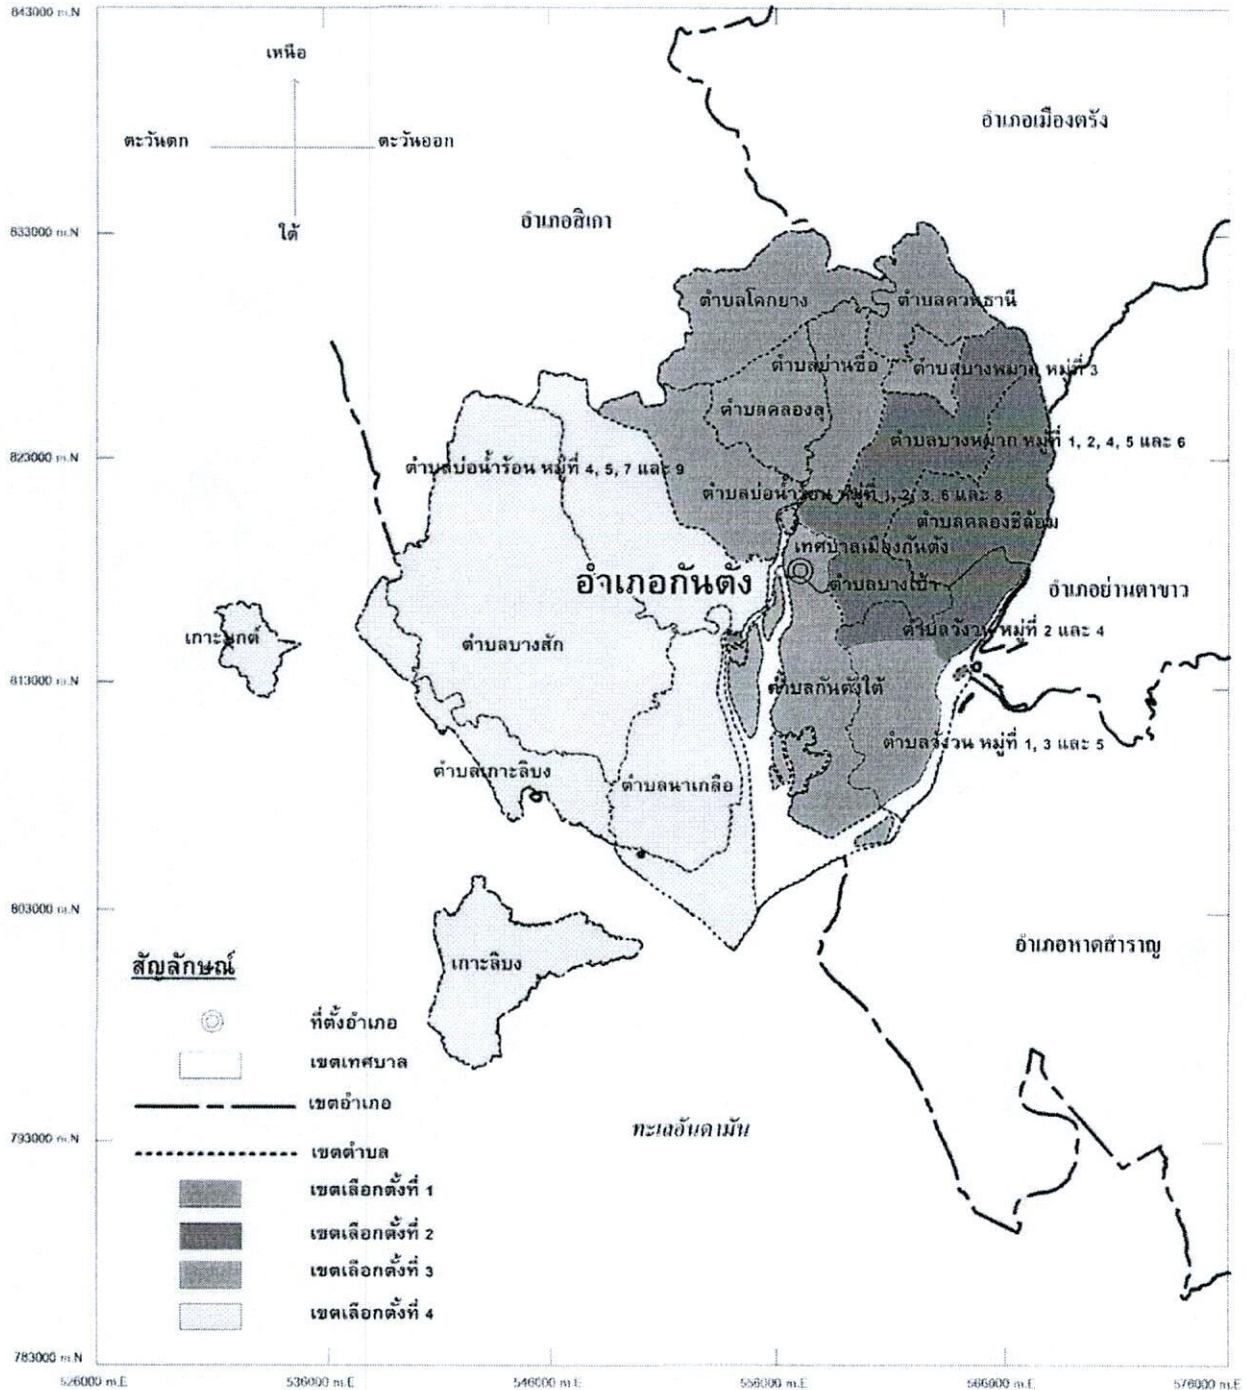 843000 m.N
เหนือ
อำเภอเมืองตรัง
ตะวันตก
ตะวันออก
อำเภอสิเกา
ใต้
833000 m.N
ตำบลโคกยาง
ตำบลควนธานี
ตำบลย่านซื่อ
ตำบลบางหมาก หมู่ที่ 3
ตำบลคลองลุ
ตำบลบางหมาก หมู่ที่ 1, 2, 4, 5 และ 6
823000 m.N
ตำบลบ่อน้ำร้อน หมู่ที่ 4, 5, 7 และ 9
ตำบลบ่อน้ำร้อน หมู่ที่ 1, 2, 3, 6 และ 8
ตำบลคลองชีล้อม
เทศบาลเมืองกันตัง
อำเภอกันตัง
ตำบลบางเป้า
อำเภอย่านตาขาว
เกาะมุกต์
ตำบลวังวน หมู่ที่ 2 และ 4
ตำบลบางสัก
813000 m.N
ตำบลกันตังใต้
ตำบลวังวน หมู่ที่ 1, 3 และ 5
ตำบลเกาะลิบง
ตำบลนาเกลือ
803000 m.N
อำเภอหาดสำราญ
เกาะลิบง
สัญลักษณ์
ที่ตั้งอำเภอ
เขตเทศบาล
เขตอำเภอ
ทะเลอันดามัน
793000 m.N
เขตตำบล
เขตเลือกตั้งที่ 1
เขตเลือกตั้งที่ 2
เขตเลือกตั้งที่ 3
เขตเลือกตั้งที่ 4
783000 m.N
526000 m.E
536000 m.E
546000 m.E
556000 m.E
566000 m.E
576000 m.E